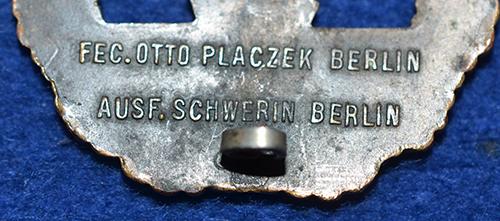 FEC. OTTO PLACZEK BERLIN
AUSF. SCHWERIN BERLIN